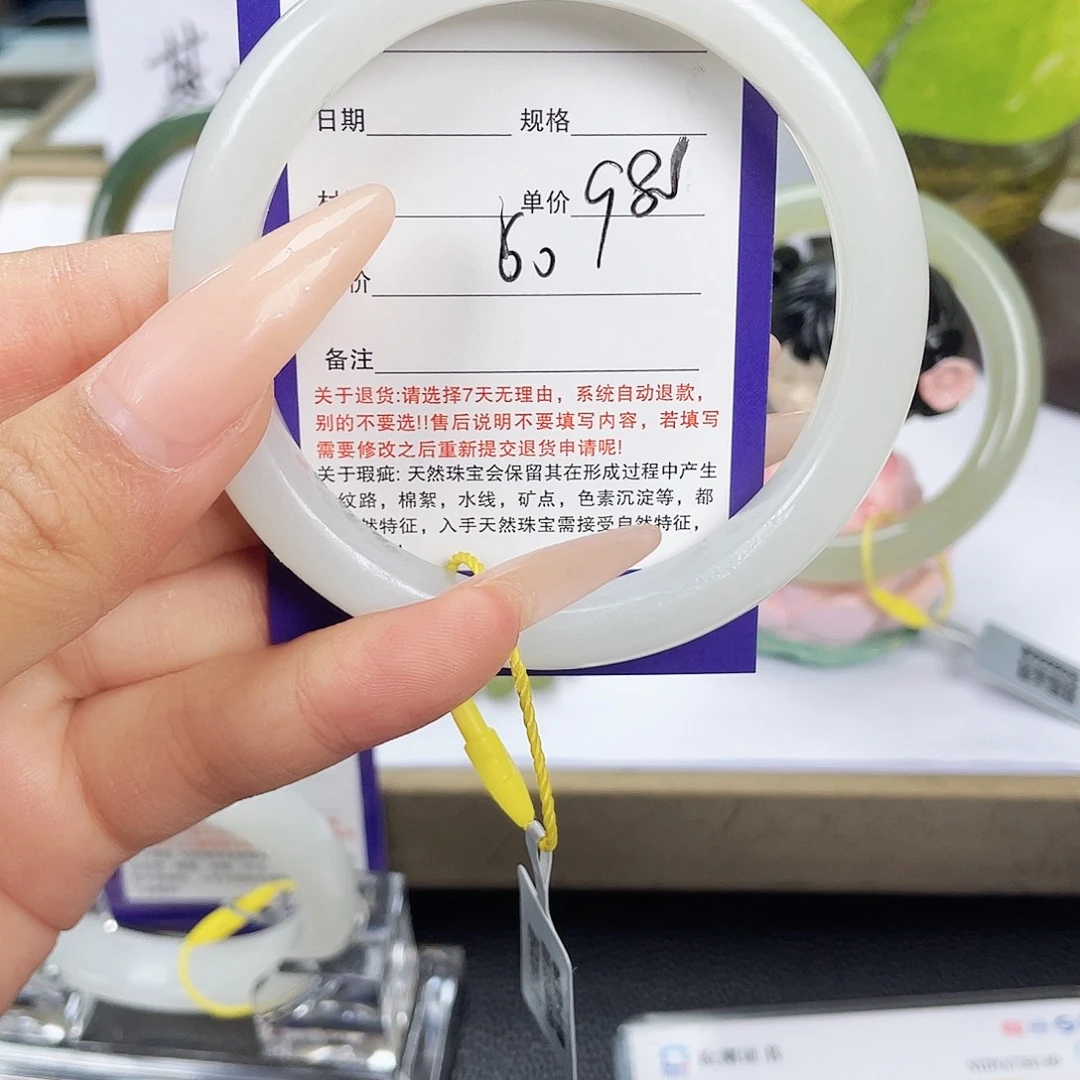 日期 规格
单价 981
60
价
备注
关于退货:请选择7天无理由，系统自动退款，
别的不要选!!售后说明不要填写内容，若填写
需要修改之后重新提交退货申请呢!
关于瑕疵: 天然珠宝会保留其在形成过程中产生
纹路，棉絮，水线，矿点，色素沉淀等，都
然特征，入手天然珠宝需接受自然特征，